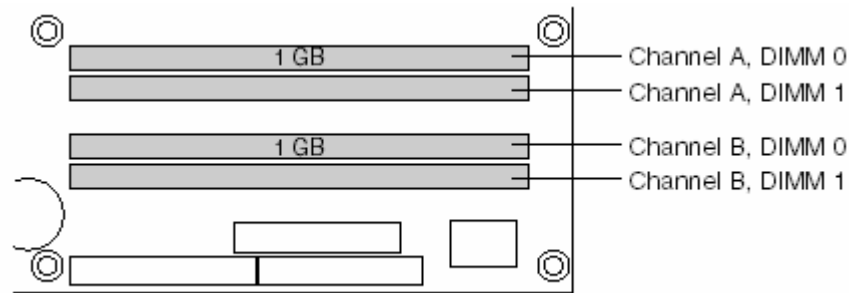 1 GB
Channel A, DIMM 0
Channel A, DIMM 1
1 GB
Channel B, DIMM 0
Channel B, DIMM 1